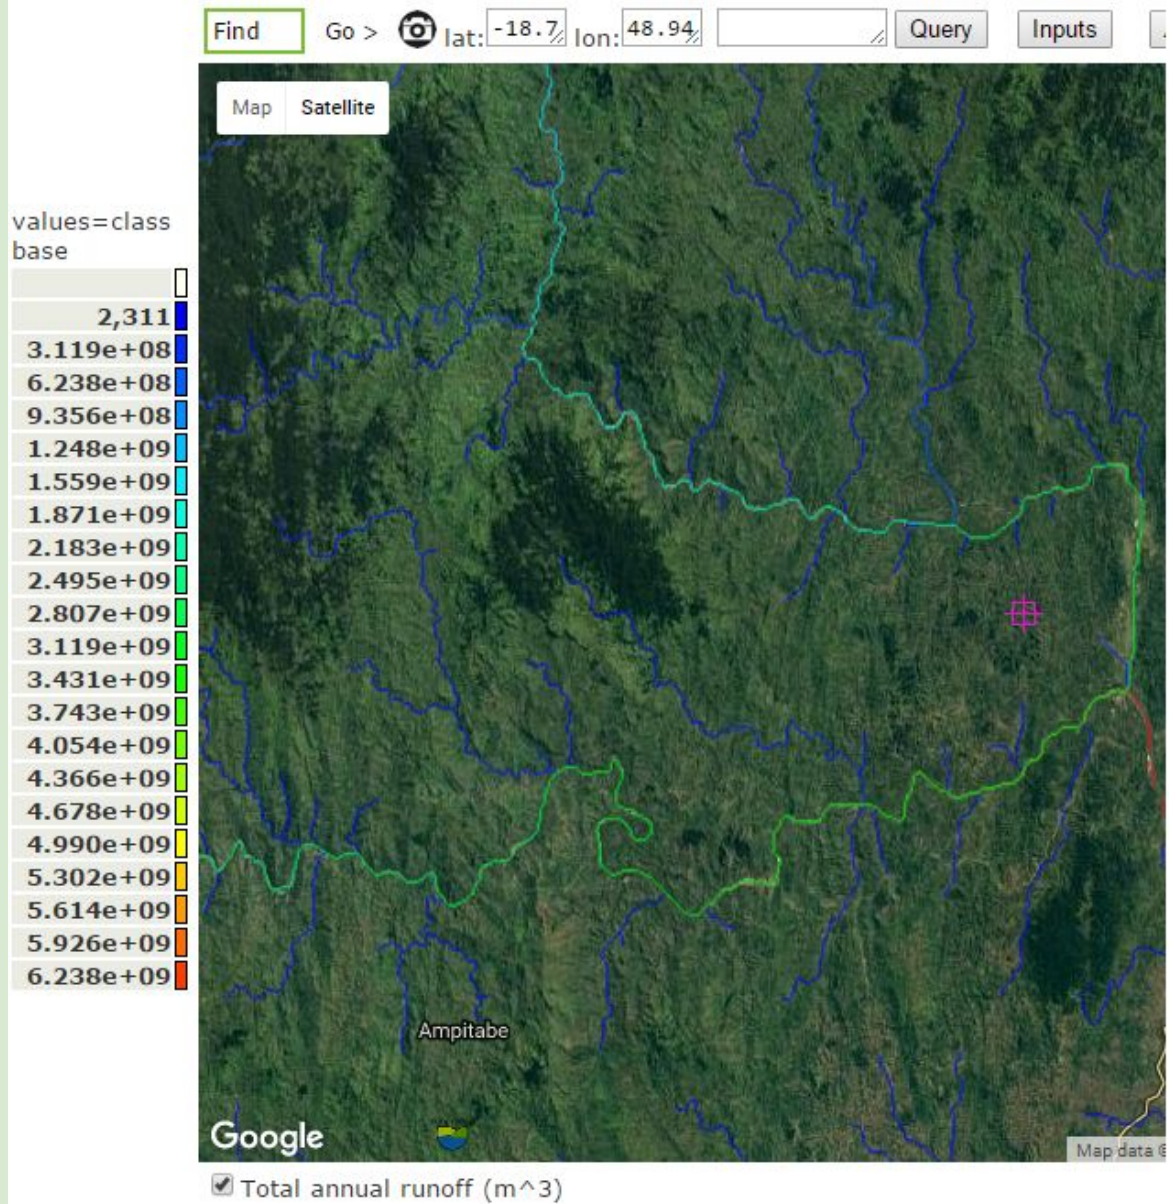 Find Go > lat: -18.7 lon: 48.94 Query Inputs
Map Satellite
values=class
base
2,311
3.119e+08
6.238e+08
9.356e+08
1.248e+09
1.559e+09
1.871e+09
2.183e+09
2.495e+09
2.807e+09
3.119e+09
3.431e+09
3.743e+09
4.054e+09
4.366e+09
4.678e+09
4.990e+09
5.302e+09
5.614e+09
5.926e+09
6.238e+09
Ampitabe
Google
Map data ©
Total annual runoff (m^3)